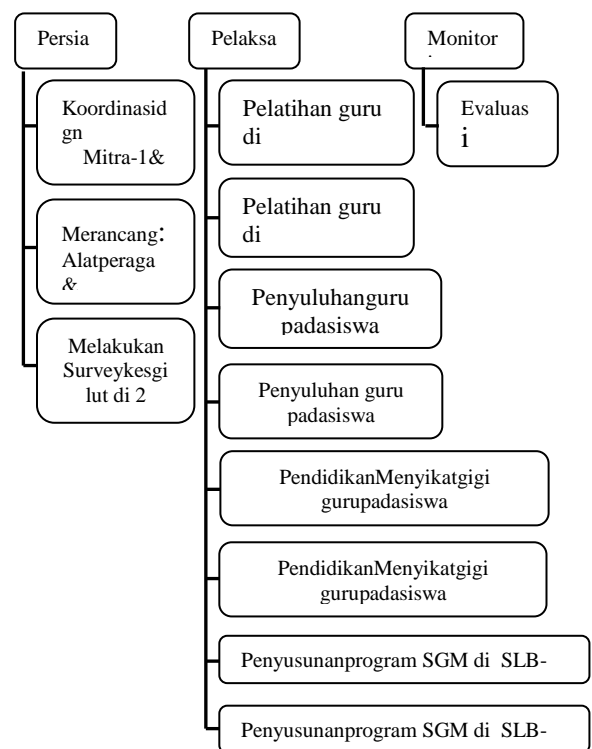 Persia
Koordinasid
gn
Mitra-1&
Merancang:
Alatperaga
&
Melakukan
Surveykesgi
lut di 2
Pelaksa
Pelatihan guru
di
Pelatihan guru
di
Penyuluhanguru
padasiswa
Penyuluhan guru
padasiswa
PendidikanMenyikatgigi
gurupadasiswa
PendidikanMenyikatgigi
gurupadasiswa
Penyusunanprogram SGM di SLB-
Penyusunanprogram SGM di SLB-
Monitor
Evaluas
i